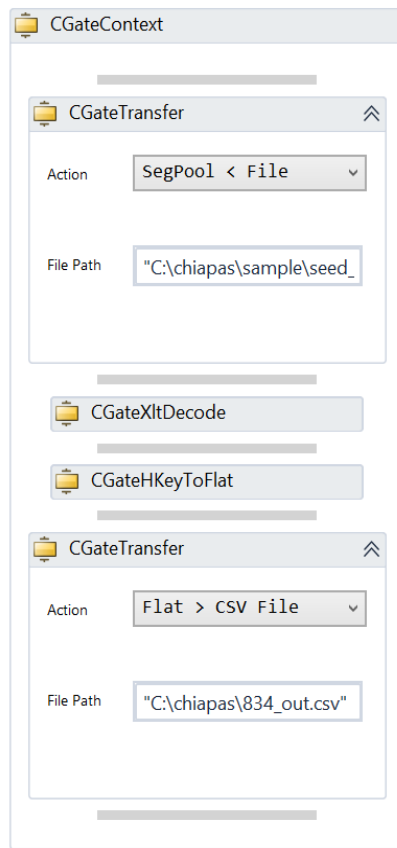 CGateContext
CGateTransfer
Action SegPool < File
File Path "C:\chiapas\sample\seed_
CGateXltDecode
CGateHKeyToFlat
CGateTransfer
Action Flat > CSV File
File Path "C:\chiapas\834_out.csv"